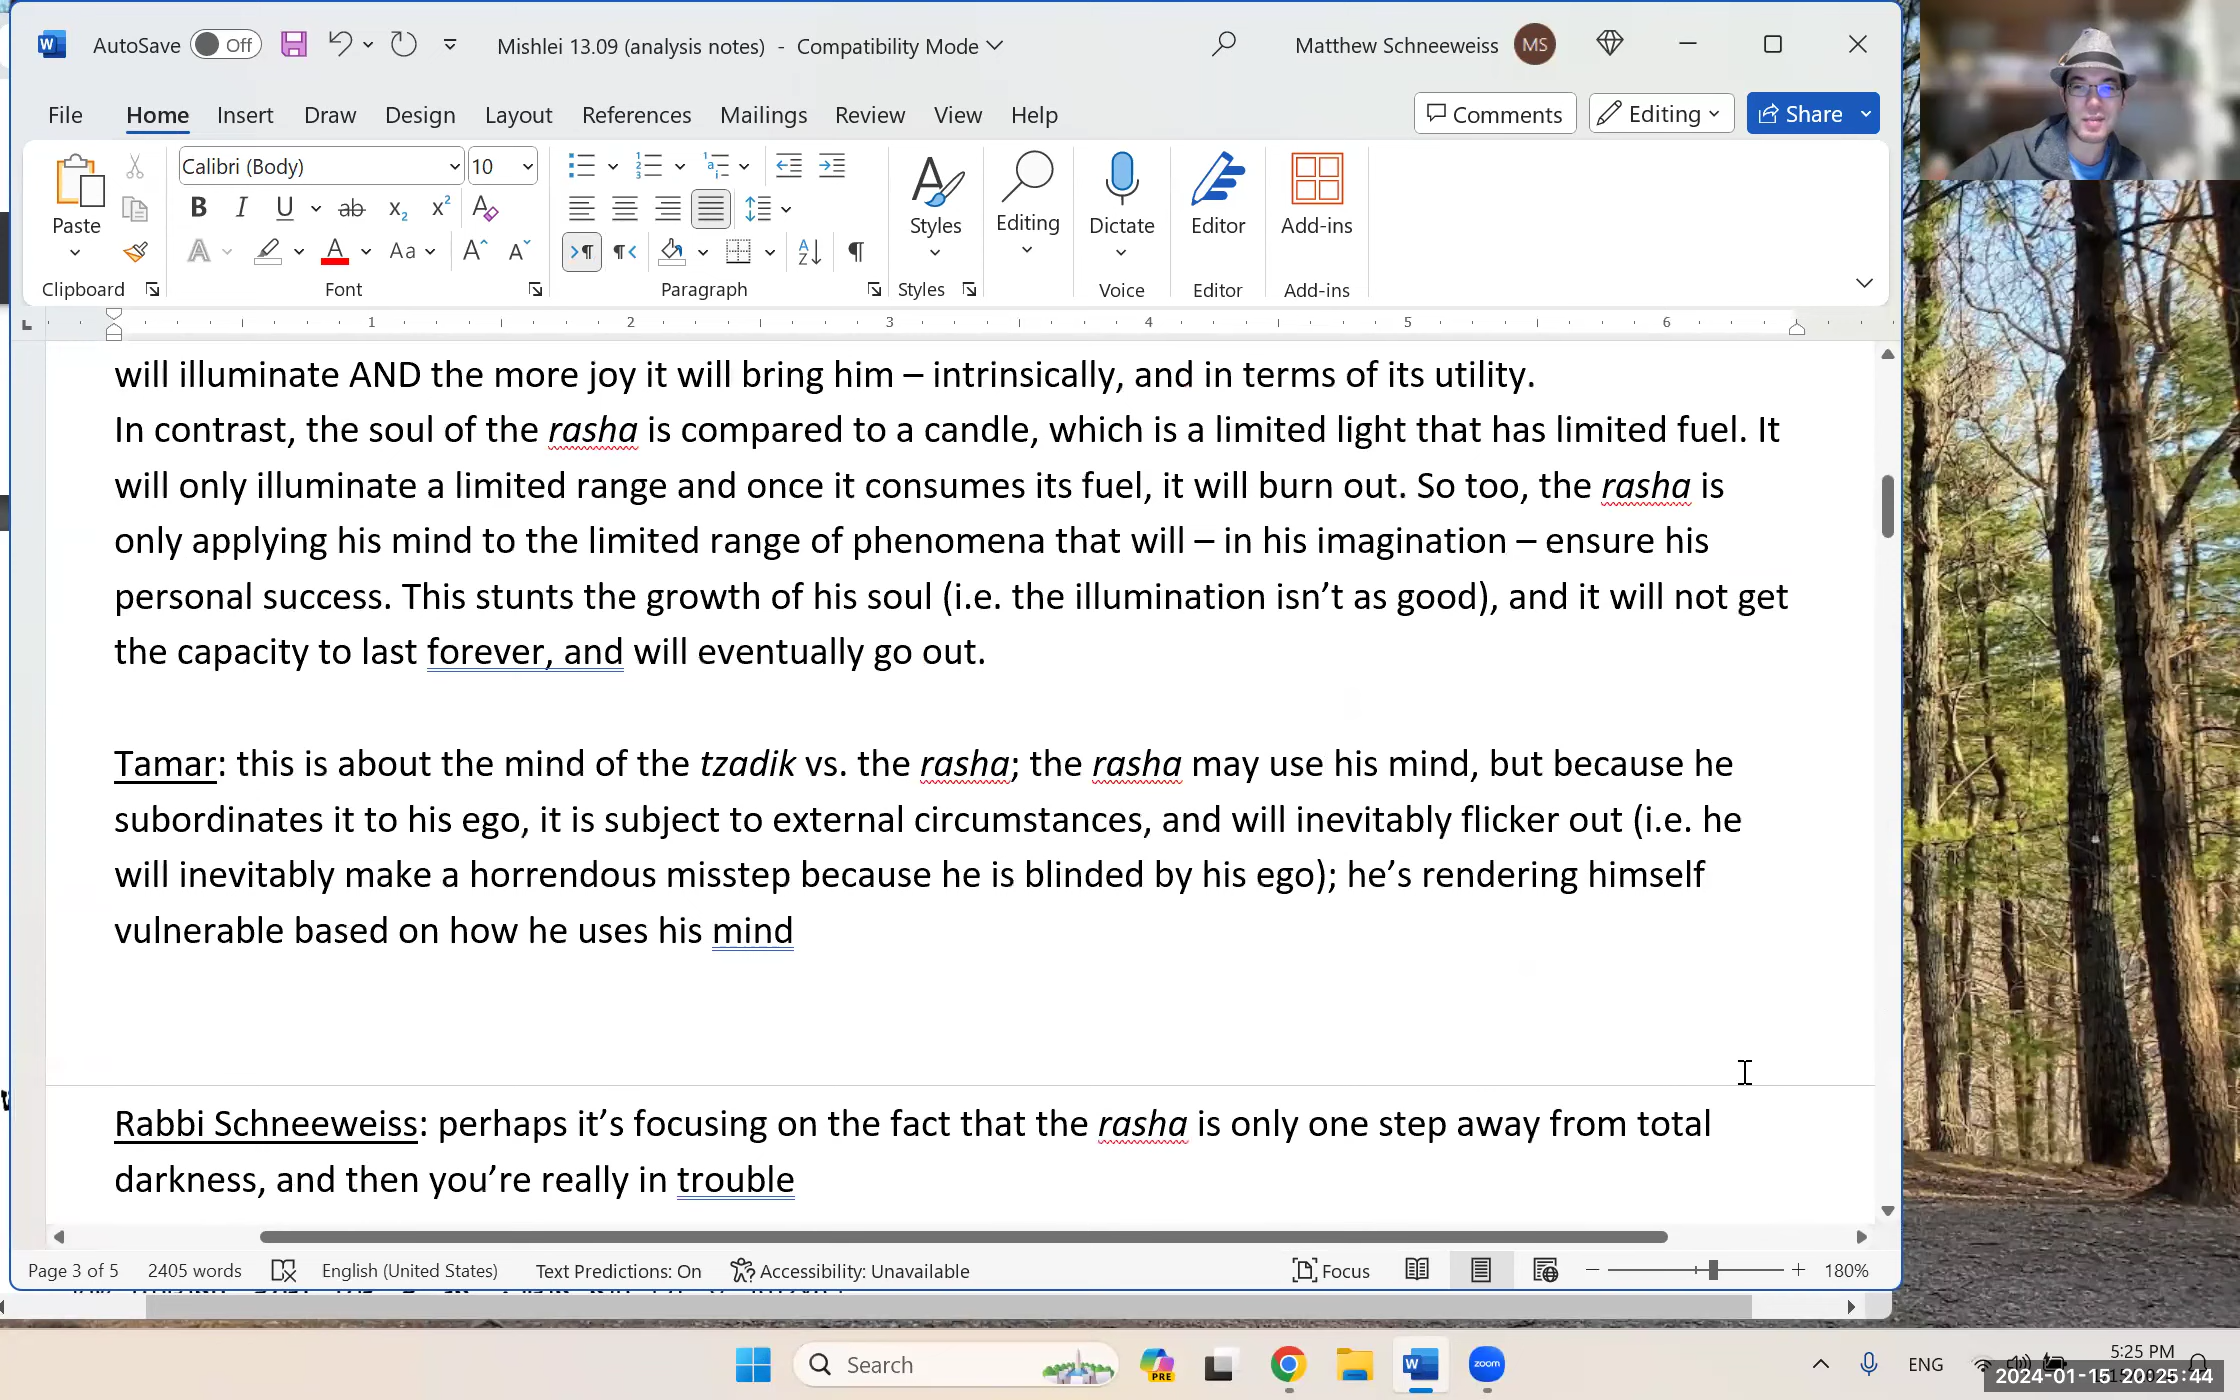 AutoSave Off Mishlei 13.09 (analysis notes) - Compatibility Mode Matthew Schneeweiss MS
File Home Insert Draw Design Layout References Mailings Review View Help Comments Editing Share
Calibri (Body) 10
Paste Styles Editing Dictate Editor Add-ins
Clipboard Font Paragraph Styles Voice Editor Add-ins
1 2 3 4 5 6
will illuminate AND the more joy it will bring him – intrinsically, and in terms of its utility.
In contrast, the soul of the rasha is compared to a candle, which is a limited light that has limited fuel. It
will only illuminate a limited range and once it consumes its fuel, it will burn out. So too, the rasha is
only applying his mind to the limited range of phenomena that will – in his imagination – ensure his
personal success. This stunts the growth of his soul (i.e. the illumination isn’t as good), and it will not get
the capacity to last forever, and will eventually go out.
Tamar: this is about the mind of the tzadik vs. the rasha; the rasha may use his mind, but because he
subordinates it to his ego, it is subject to external circumstances, and will inevitably flicker out (i.e. he
will inevitably make a horrendous misstep because he is blinded by his ego); he’s rendering himself
vulnerable based on how he uses his mind
Rabbi Schneeweiss: perhaps it’s focusing on the fact that the rasha is only one step away from total
darkness, and then you’re really in trouble
Page 3 of 5 2405 words English (United States) Text Predictions: On Accessibility: Unavailable Focus 180%
Search PRE zoom ENG 5:25 PM
2024-01-15 20:25:44